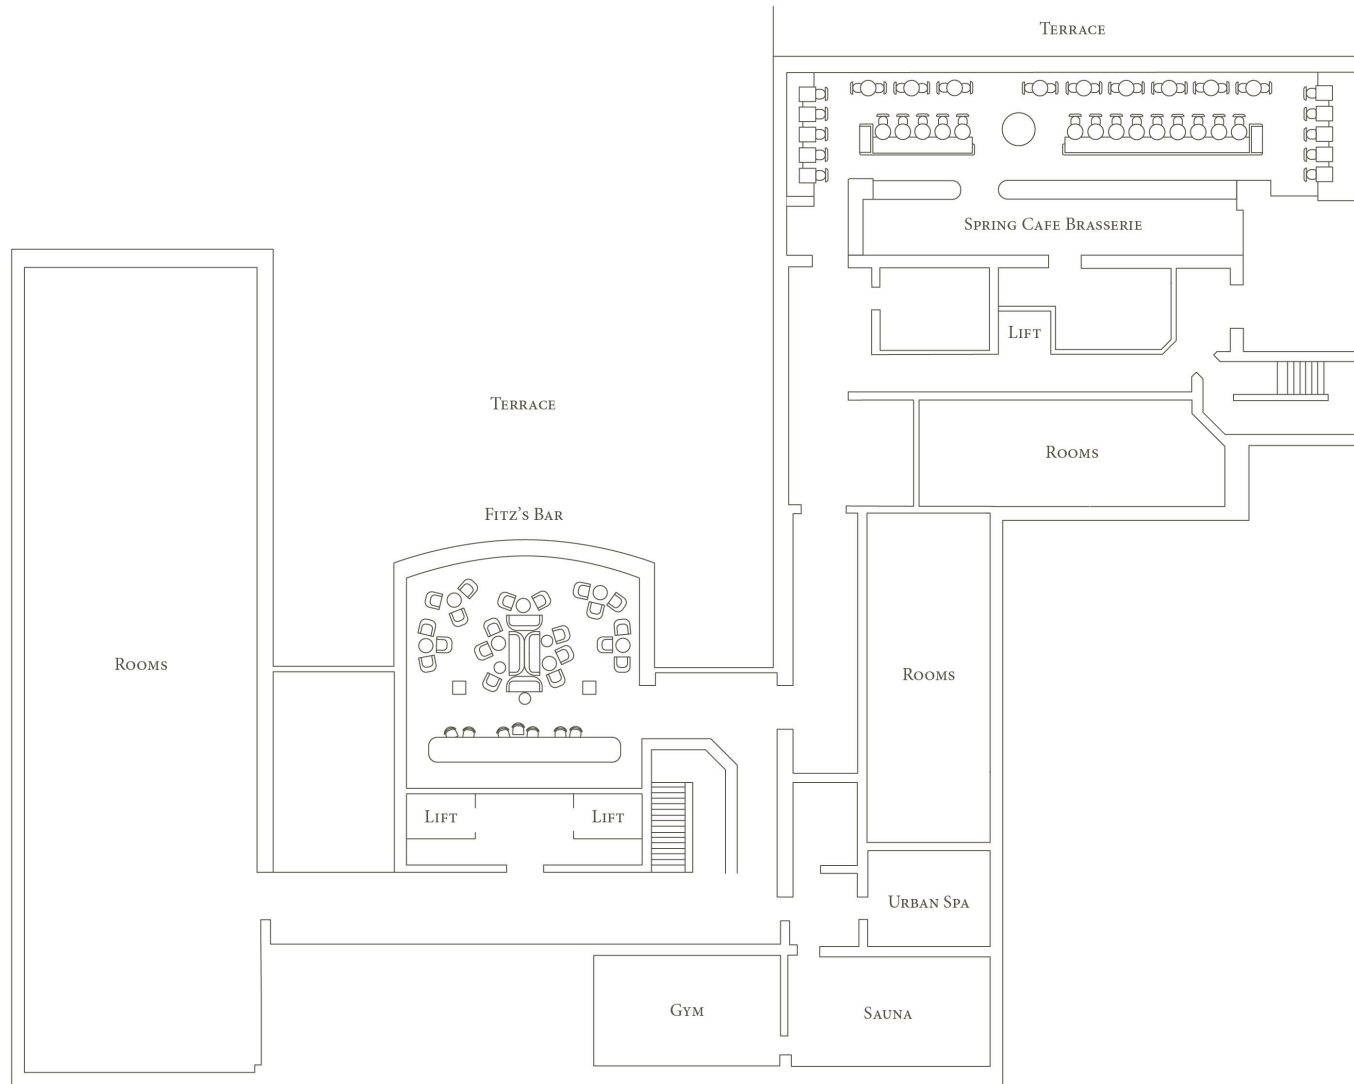 Terrace
Spring Cafe Brasserie
Lift
Terrace
Rooms
Fitz's Bar
Rooms
Rooms
Lift
Lift
Urban Spa
Gym
Sauna